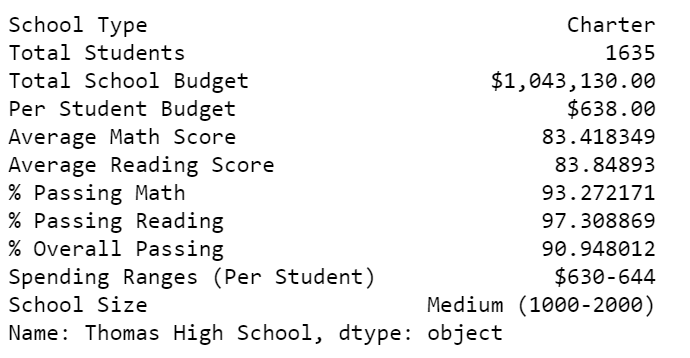 School Type Charter
Total Students 1635
Total School Budget $1,043,130.00
Per Student Budget $638.00
Average Math Score 83.418349
Average Reading Score 83.84893
% Passing Math 93.272171
% Passing Reading 97.308869
% Overall Passing 90.948012
Spending Ranges (Per Student) $630-644
School Size Medium (1000-2000)
Name: Thomas High School, dtype: object